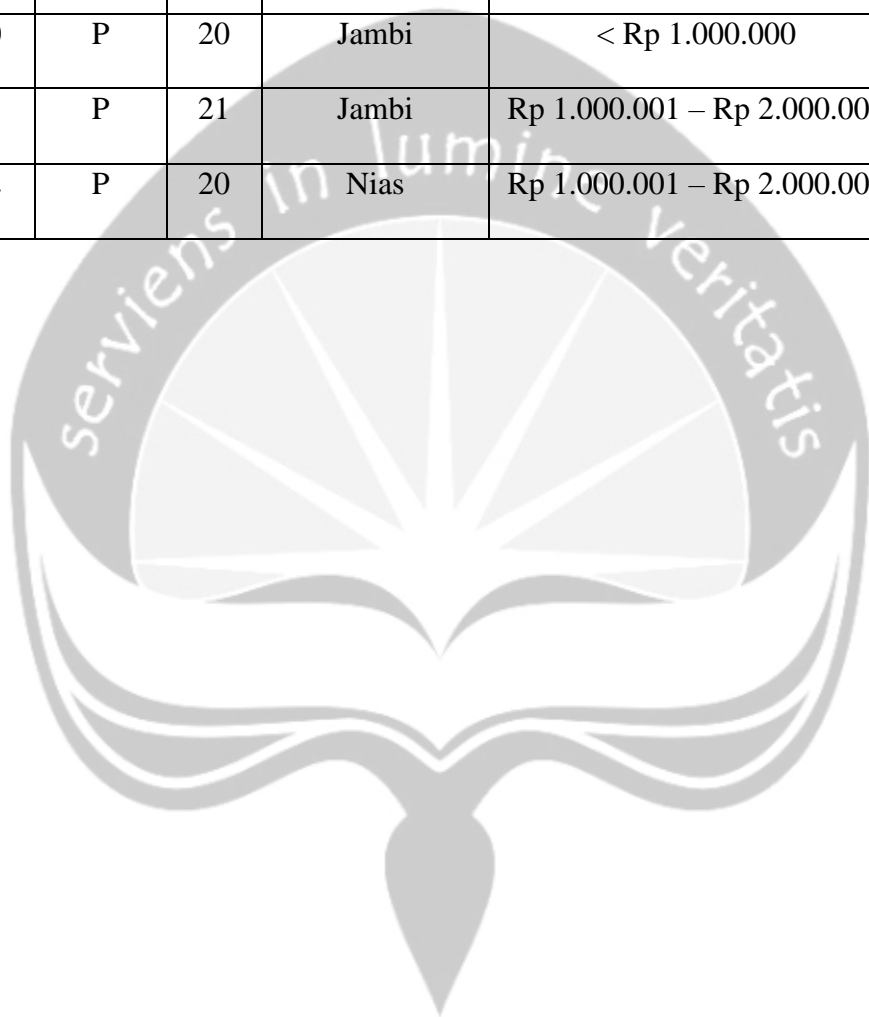 P 20 Jambi < Rp 1.000.000
P 21 Jambi Rp 1.000.001 – Rp 2.000.00
P 20 Nias Rp 1.000.001 – Rp 2.000.00
serviens in lumine veritatis